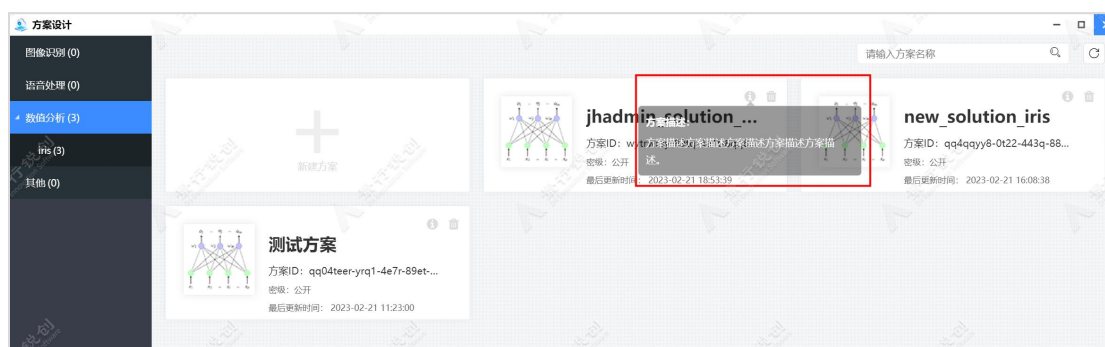 方案设计
图像识别 (0)
语音处理 (0)
数值分析 (3)
iris (3)
其他 (0)
请输入方案名称
新建方案
jhadmin_solution_...
方案ID：
密级：公开
最后更新时间： 2023-02-21 18:53:39
方案描述:
方案描述方案描述方案描述方案描述方案描
述。
new_solution_iris
方案ID：qq4qqyy8-0t22-443q-88...
密级：公开
最后更新时间： 2023-02-21 16:08:38
测试方案
方案ID：qq04teer-yrq1-4e7r-89et-...
密级：公开
最后更新时间： 2023-02-21 11:23:00